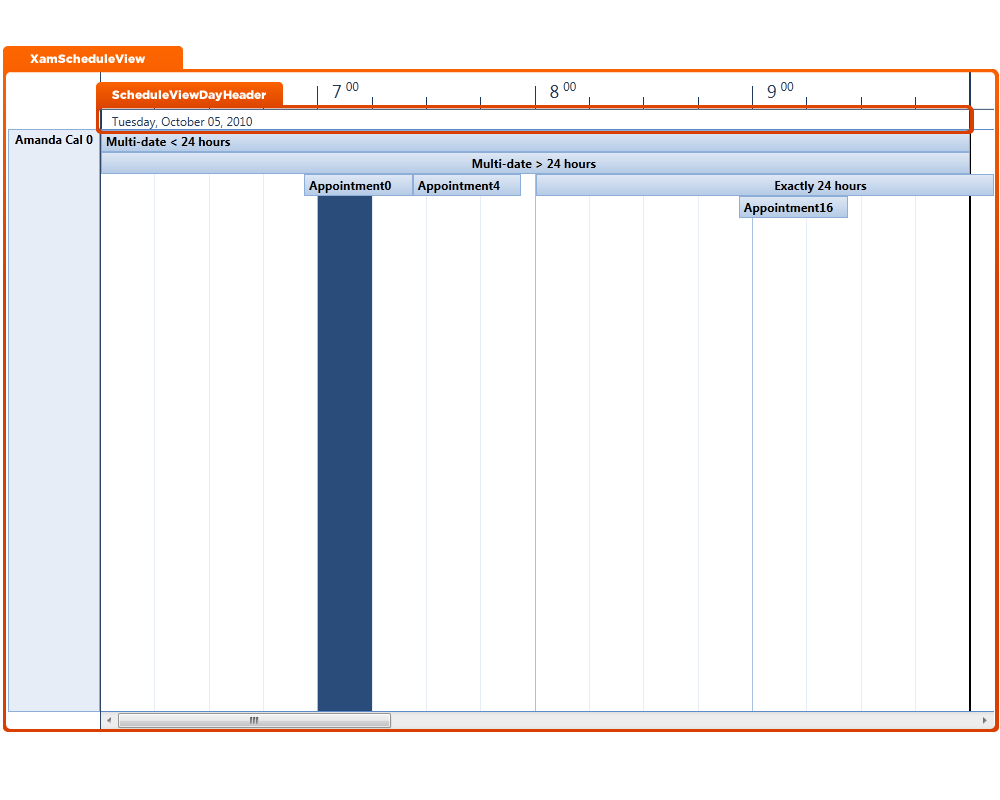 XamScheduleView
ScheduleViewDayHeader 7 00 8 00 9 00
Tuesday, October 05, 2010
Amanda Cal 0 Multi-date < 24 hours
Multi-date > 24 hours
Appointment0 Appointment4 Exactly 24 hours
Appointment16